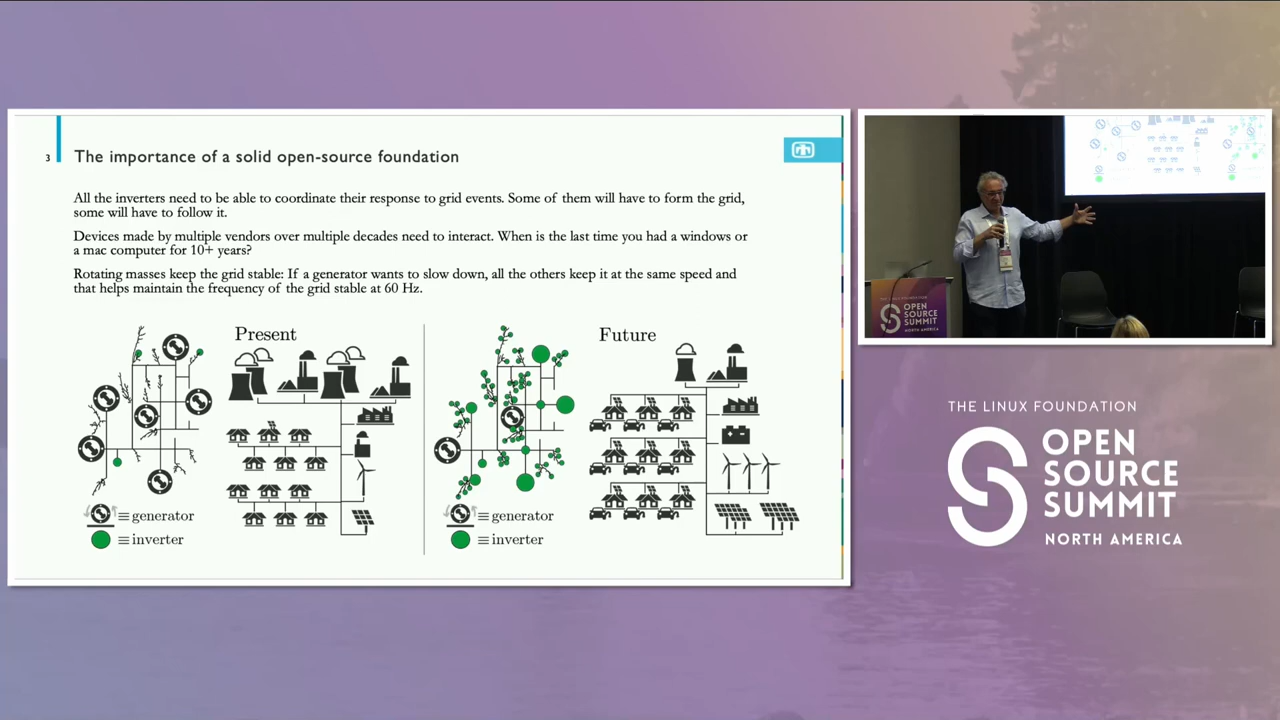 3
The importance of a solid open-source foundation
All the inverters need to be able to coordinate their response to grid events. Some of them will have to form the grid,
some will have to follow it.
Devices made by multiple vendors over multiple decades need to interact. When is the last time you had a windows or
a mac computer for 10+ years?
Rotating masses keep the grid stable: If a generator wants to slow down, all the others keep it at the same speed and
that helps maintain the frequency of the grid stable at 60 Hz.
Present
≡ generator
≡ inverter
Future
≡ generator
≡ inverter
THE LINUX FOUNDATION
OPEN
SOURCE
SUMMIT
NORTH AMERICA
THE LINUX FOUNDATION
OPEN
SOURCE
SUMMIT
NORTH AMERICA